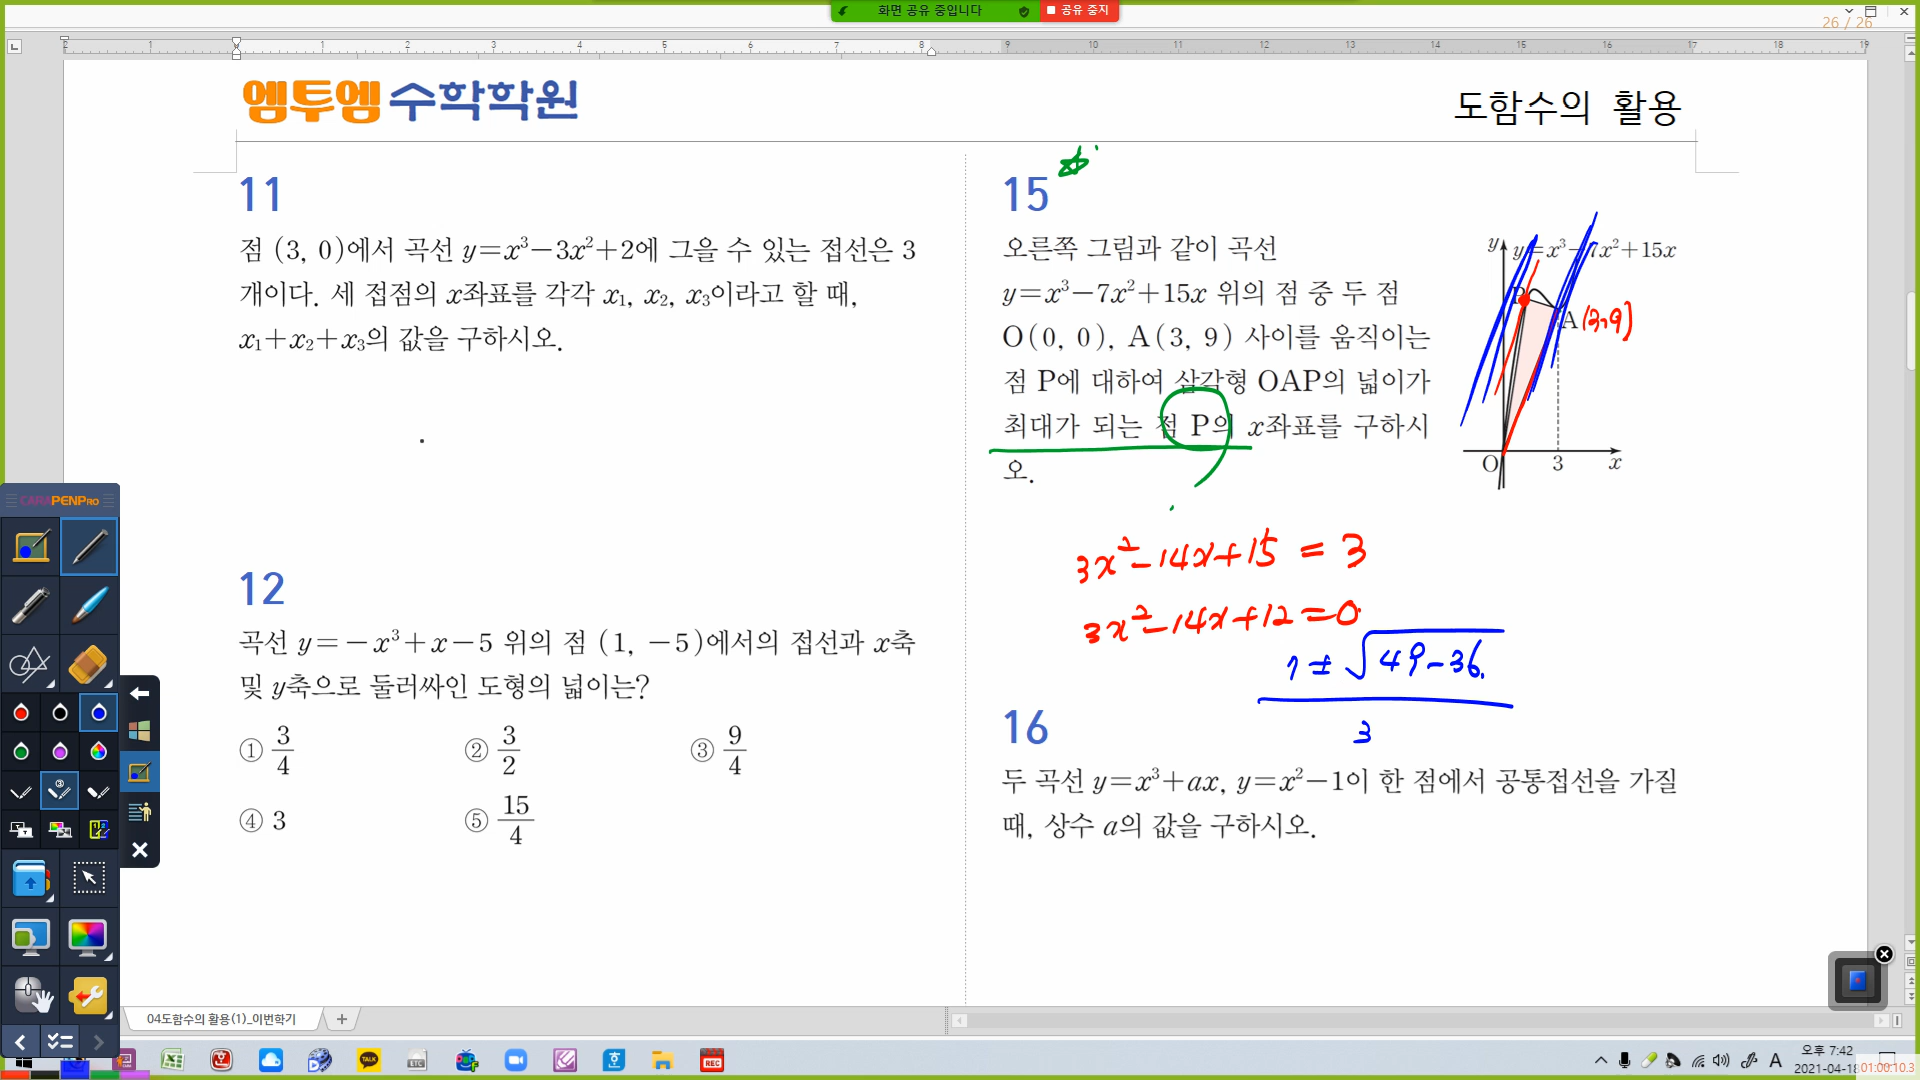 화면 공유 중입니다
공유 중지
26 / 26
엠투엠 수학학원
도함수의 활용
11
점 (3, 0)에서 곡선 y=x³−3x²+2에 그을 수 있는 접선은 3
개이다. 세 접점의 x좌표를 각각 x₁, x₂, x₃이라고 할 때,
x₁+x₂+x₃의 값을 구하시오.
12
곡선 y=−x³+x−5 위의 점 (1, −5)에서의 접선과 x축
및 y축으로 둘러싸인 도형의 넓이는?
① 3/4 ② 3/2 ③ 9/4
④ 3 ⑤ 15/4
15
오른쪽 그림과 같이 곡선
y=x³−7x²+15x 위의 점 중 두 점
O(0, 0), A(3, 9) 사이를 움직이는
점 P에 대하여 삼각형 OAP의 넓이가
최대가 되는 점 P의 x좌표를 구하시
오.
y y=x³−7x²+15x
P
A (3,9)
O 3 x
3x²−14x+15 = 3
3x²−14x+12=0
7±√49−36
3
16
두 곡선 y=x³+ax, y=x²−1이 한 점에서 공통접선을 가질
때, 상수 a의 값을 구하시오.
CARAPENPRO
04도함수의 활용(1)_이번학기
TALK
ETC
REC
A
오후 7:42
2021-04-18
01:00:10.3